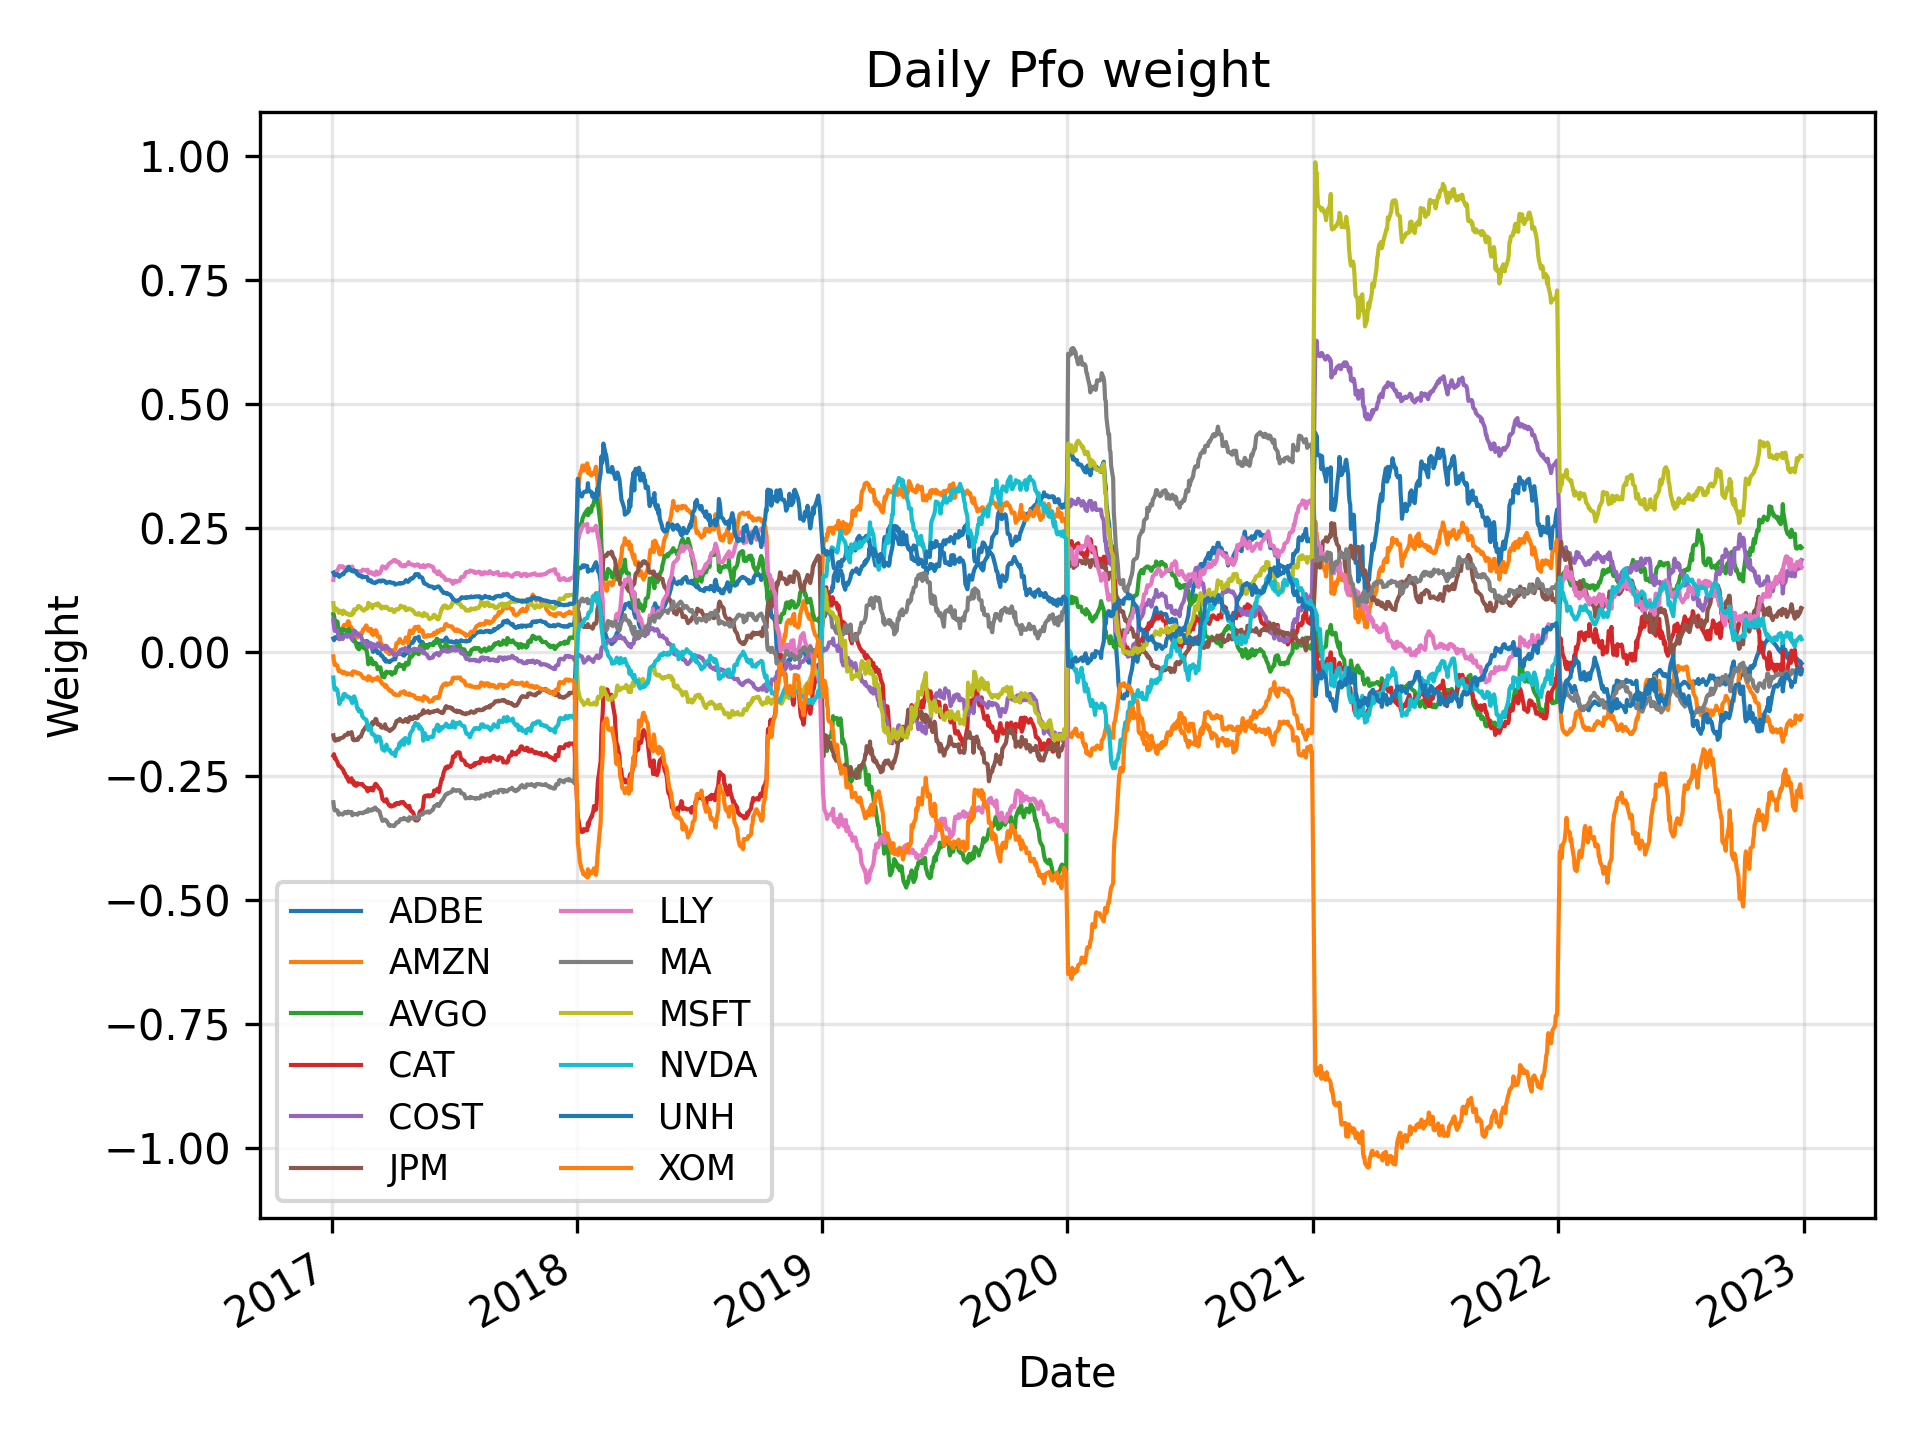 Daily Pfo weight
Weight
1.00
0.75
0.50
0.25
0.00
−0.25
−0.50
−0.75
−1.00
ADBE
AMZN
AVGO
CAT
COST
JPM
LLY
MA
MSFT
NVDA
UNH
XOM
2017
2018
2019
2020
2021
2022
2023
Date